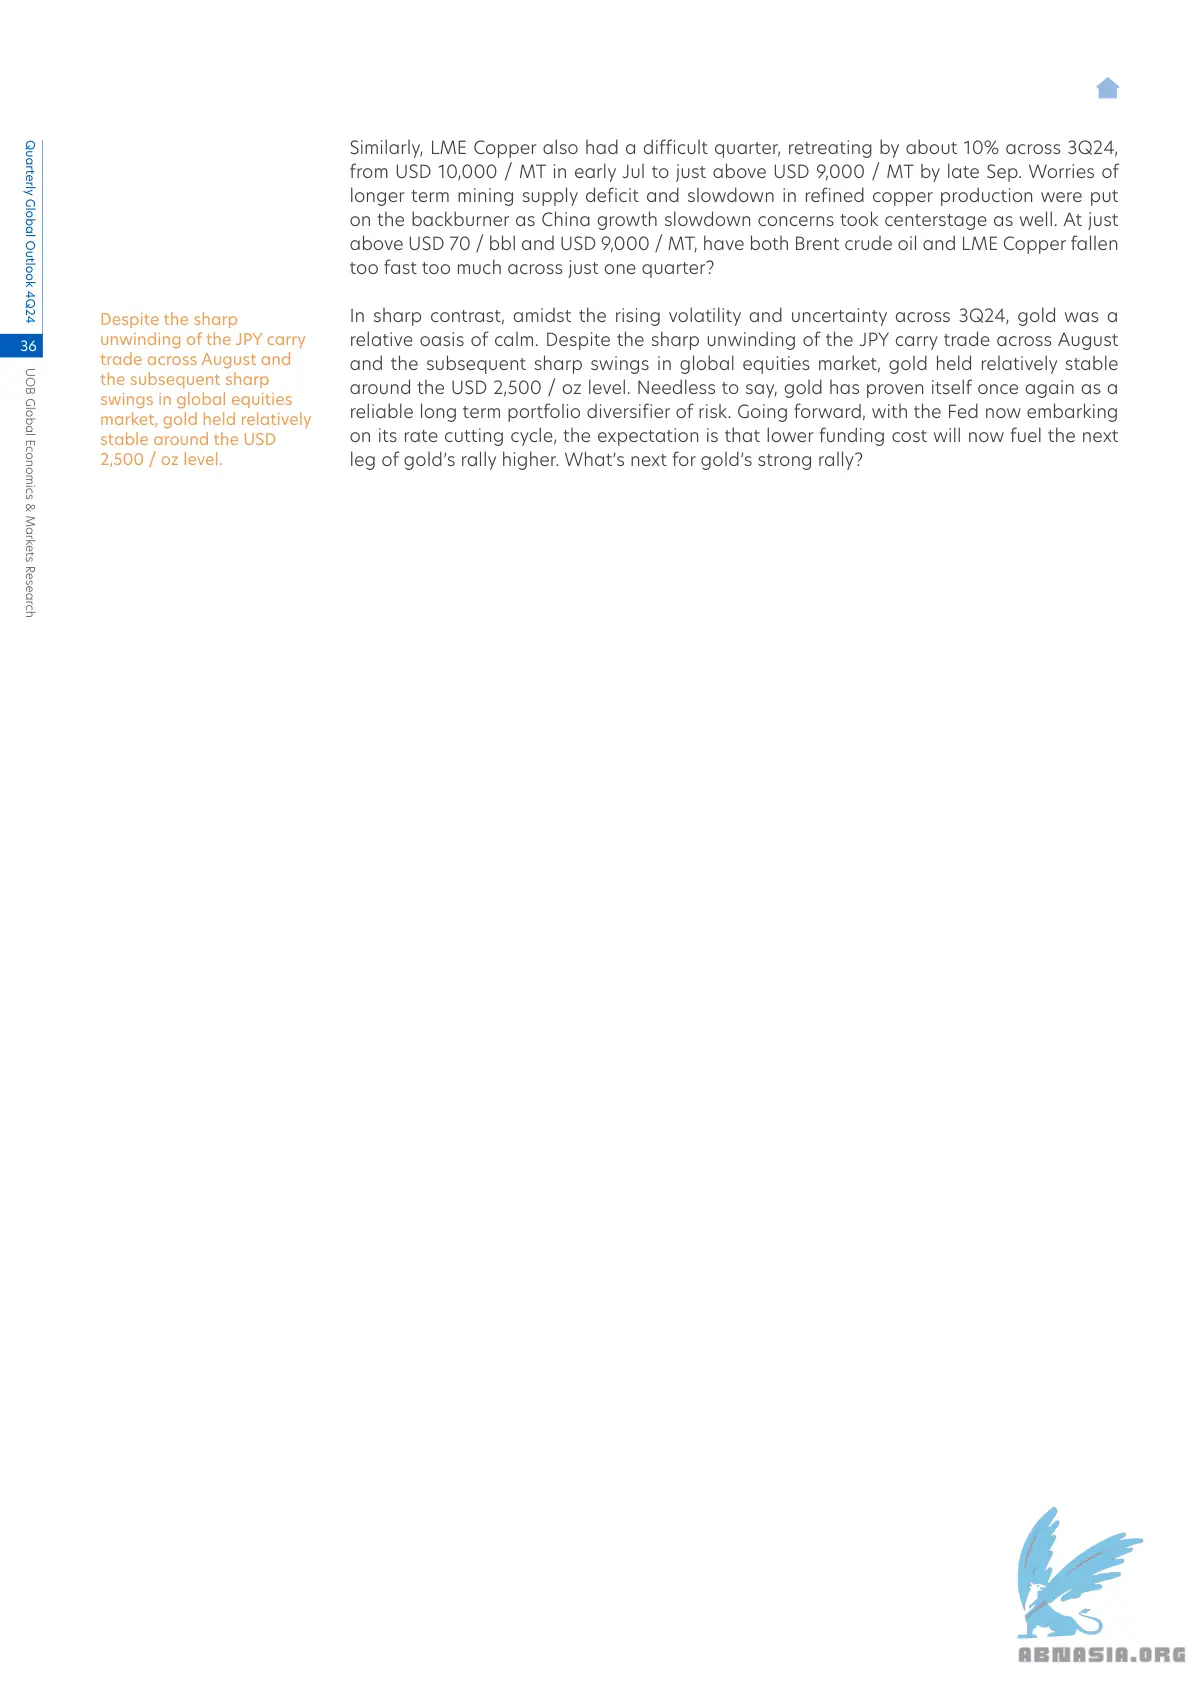 Quarterly Global Outlook 4Q24
36
UOB Global Economics & Markets Research
Similarly, LME Copper also had a difficult quarter, retreating by about 10% across 3Q24,
from USD 10,000 / MT in early Jul to just above USD 9,000 / MT by late Sep. Worries of
longer term mining supply deficit and slowdown in refined copper production were put
on the backburner as China growth slowdown concerns took centerstage as well. At just
above USD 70 / bbl and USD 9,000 / MT, have both Brent crude oil and LME Copper fallen
too fast too much across just one quarter?
Despite the sharp
unwinding of the JPY carry
trade across August and
the subsequent sharp
swings in global equities
market, gold held relatively
stable around the USD
2,500 / oz level.
In sharp contrast, amidst the rising volatility and uncertainty across 3Q24, gold was a
relative oasis of calm. Despite the sharp unwinding of the JPY carry trade across August
and the subsequent sharp swings in global equities market, gold held relatively stable
around the USD 2,500 / oz level. Needless to say, gold has proven itself once again as a
reliable long term portfolio diversifier of risk. Going forward, with the Fed now embarking
on its rate cutting cycle, the expectation is that lower funding cost will now fuel the next
leg of gold’s rally higher. What’s next for gold’s strong rally?
ABNASIA.ORG